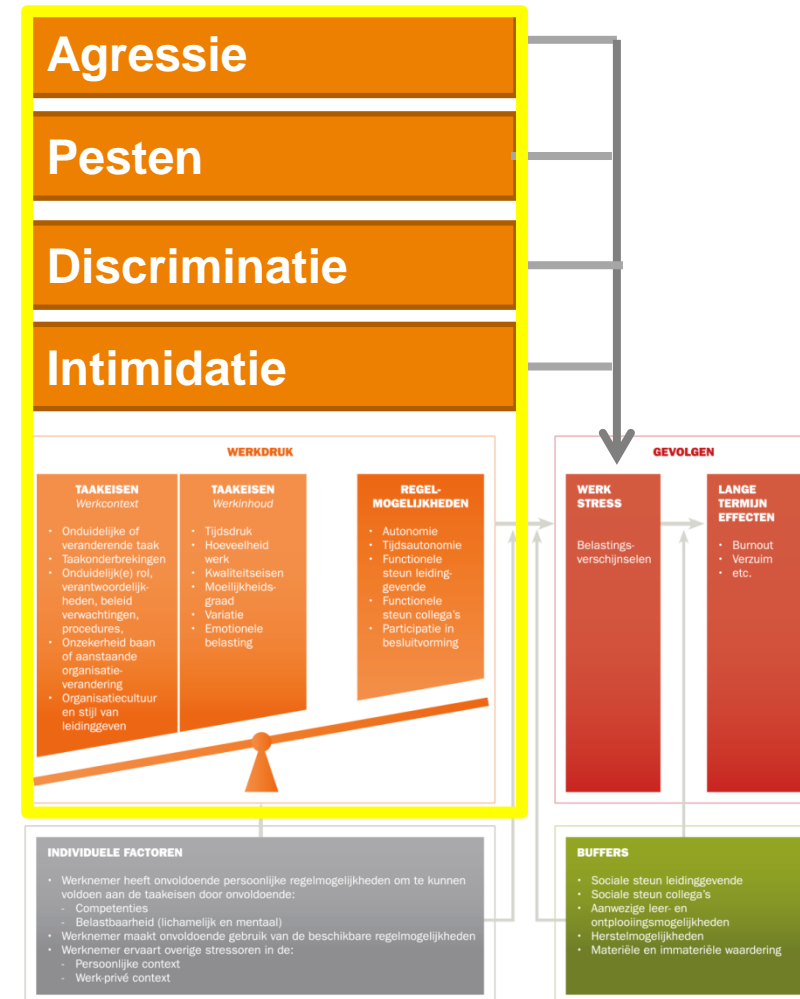 Agressie
Pesten
Discriminatie
Intimidatie
WERKDRUK
TAAKEISEN
Werkcontext
• Onduidelijke of
veranderende taak
• Taakonderbrekingen
• Onduidelijk(e) rol,
verantwoordelijk-
heden, beleid
verwachtingen,
procedures,
• Onzekerheid baan
of aanstaande
organisatie-
verandering
• Organisatiecultuur
en stijl van
leidinggeven
TAAKEISEN
Werkinhoud
• Tijdsdruk
• Hoeveelheid
werk
• Kwaliteitseisen
• Moeilijkheids-
graad
• Variatie
• Emotionele
belasting
REGEL-
MOGELIJKHEDEN
• Autonomie
• Tijdsautonomie
• Functionele
steun leiding-
gevende
• Functionele
steun collega's
• Participatie in
besluitvorming
GEVOLGEN
WERK
STRESS
Belastings-
verschijnselen
LANGE
TERMIJN
EFFECTEN
• Burnout
• Verzuim
• etc.
INDIVIDUELE FACTOREN
• Werknemer heeft onvoldoende persoonlijke regelmogelijkheden om te kunnen
voldoen aan de taakeisen door onvoldoende:
- Competenties
- Belastbaarheid (lichamelijk en mentaal)
• Werknemer maakt onvoldoende gebruik van de beschikbare regelmogelijkheden
• Werknemer ervaart overige stressoren in de:
- Persoonlijke context
- Werk-privé context
BUFFERS
• Sociale steun leidinggevende
• Sociale steun collega's
• Aanwezige leer- en
ontplooiingsmogelijkheden
• Herstelmogelijkheden
• Materiële en immateriële waardering